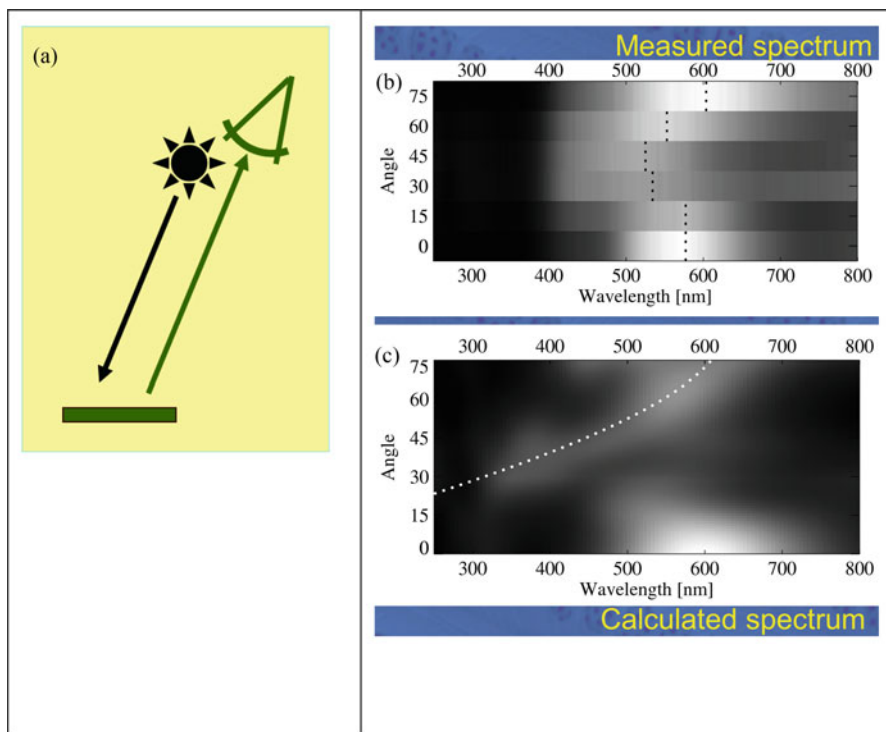 (a)
Measured spectrum
300 400 500 600 700 800
(b)
75
60
45
30
15
0
Angle
300 400 500 600 700 800
Wavelength [nm]
(c)
300 400 500 600 700 800
75
60
45
30
15
0
Angle
300 400 500 600 700 800
Wavelength [nm]
Calculated spectrum